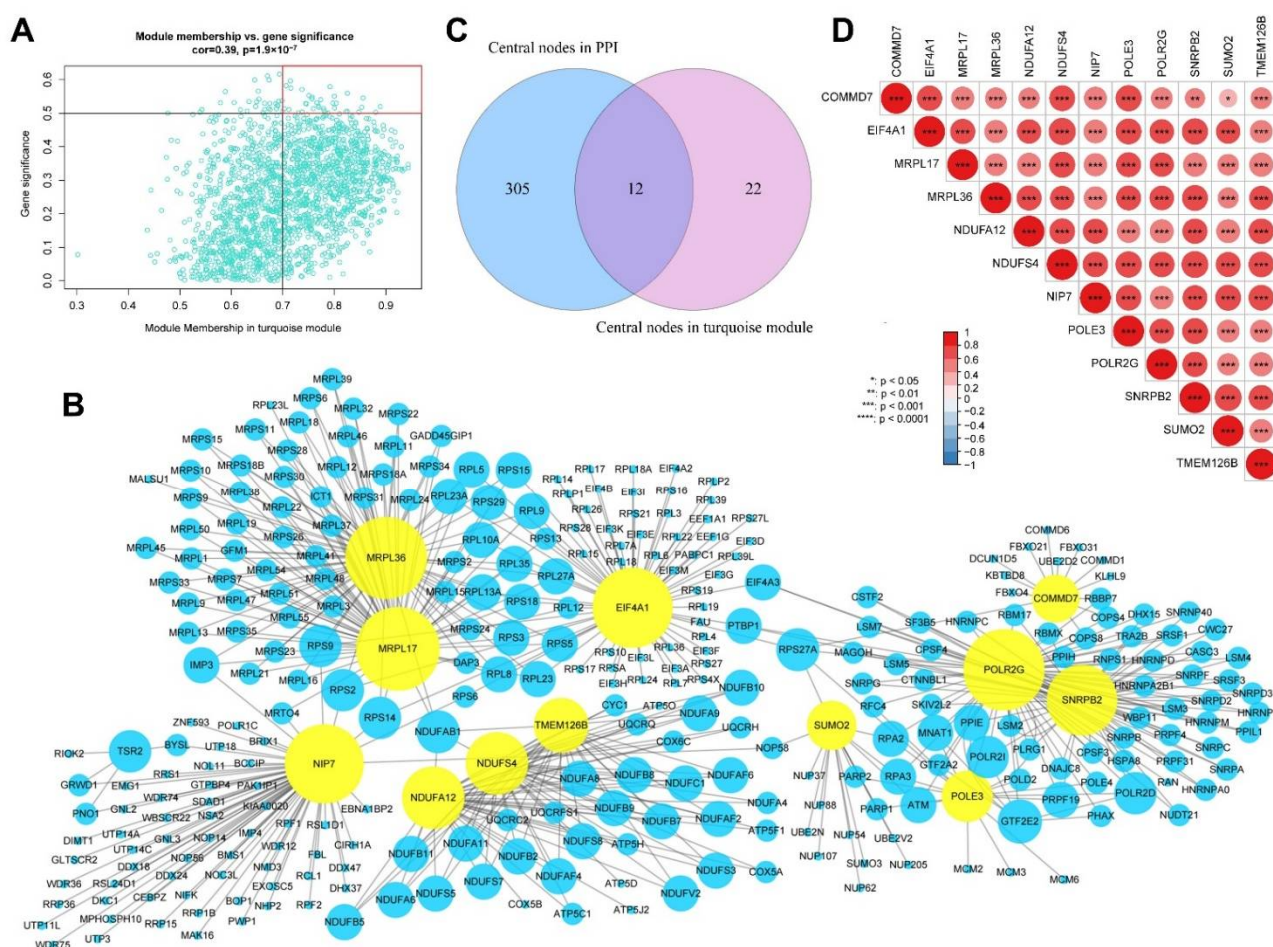 A
Module membership vs. gene significance
cor=0.39, p=1.9×10⁻⁷
Gene significance
0.6
0.5
0.4
0.3
0.2
0.1
0.0
0.3
0.4
0.5
0.6
0.7
0.8
0.9
Module Membership in turquoise module
C
Central nodes in PPI
305
12
22
Central nodes in turquoise module
D
COMMD7
EIF4A1
MRPL17
MRPL36
NDUFA12
NDUFS4
NIP7
POLE3
POLR2G
SNRPB2
SUMO2
TMEM126B
COMMD7 *** *** *** *** *** *** *** *** *** ** * ***
EIF4A1 *** *** *** *** *** *** *** *** *** *** ***
MRPL17 *** *** *** *** *** *** *** *** *** ***
MRPL36 *** *** *** *** *** *** *** *** ***
NDUFA12 *** *** *** *** *** *** *** ***
NDUFS4 *** *** *** *** *** *** ***
NIP7 *** *** *** *** *** ***
POLE3 *** *** *** *** ***
POLR2G *** *** *** ***
SNRPB2 *** *** ***
SUMO2 *** ***
TMEM126B ***
*: p < 0.05
**: p < 0.01
***: p < 0.001
****: p < 0.0001
1
0.8
0.6
0.4
0.2
0
−0.2
−0.4
−0.6
−0.8
−1
B
MRPL39
RPL23L
MRPS6
MRPL32
MRPS22
MRPS11
MRPL18
MRPL46
GADD45GIP1
MRPS15
MRPS28
MRPL11
MRPS10
MRPS18B
MRPL12
MRPS18A
MRPS34
RPL5
RPS15
MALSU1
MRPS30
MRPS9
MRPL38
ICT1
MRPS31
MRPL24
RPL23A
RPS29
RPL9
MRPL22
MRPL50
MRPL19
MRPL37
RPS13
MRPS26
MRPL36
RPL10A
MRPL45
MRPL1
GFM1
MRPL41
MRPS2
RPL35
MRPL54
RPL27A
MRPS33
MRPS7
MRPL48
MRPL15
RPL13A
MRPL51
MRPL9
MRPL47
MRPL3
RPS18
RPL12
MRPL55
MRPL13
MRPS35
MRPL17
MRPS24
RPS3
RPS5
RPS9
MRPS23
IMP3
DAP3
RPL8
RPL23
MRPL16
RPS2
RPS6
MRTO4
RPS14
RPL17
RPL18A
EIF4A2
RPL14
EIF4B
EIF3I
RPLP1
RPS16
RPLP2
RPL26
RPS21
RPL3
RPL39
RPS28
EIF3K
EIF3E
EEF1A1
RPS27L
RPL22
EEF1G
RPL15
RPL7A
EIF3D
RPL6
PABPC1
RPL39L
RPL18
EIF3M
EIF3G
RPS19
EIF4A1
RPL19
FAU
RPL4
RPS10
RPL36
EIF3F
RPS17
RPSA
EIF3L
EIF3A
RPS27
EIF3H
RPL24
RPL7
RPS4X
EIF4A3
PTBP1
RPS27A
ZNF593
POLR1C
RIOK2
TSR2
BYSL
UTP18
BRIX1
RRS1
NOL11
BCCIP
NIP7
GRWD1
EMG1
GTPBP4
PAK1IP1
WDR74
SDAD1
PNO1
GNL2
KIAA0020
EBNA1BP2
WBSCR22
NSA2
RSL1D1
DIMT1
UTP14A
GNL3
NOP14
IMP4
RPF1
CIRH1A
UTP14C
WDR12
GLTSCR2
NOP56
BMS1
FBL
DDX18
NMD3
DDX47
DDX24
NOC3L
RCL1
WDR36
RSL24D1
EXOSC5
DHX37
NIFK
RRP36
DKC1
CEBPZ
BOP1
NHP2
RPF2
MPHOSPH10
UTP11L
RRP15
RRP1B
PWP1
WDR75
UTP3
MAK16
NDUFAB1
TMEM126B
NDUFS4
NDUFA12
NDUFB10
CYC1
ATP5O
NDUFA9
UQCRQ
UQCRH
COX6C
NOP58
NDUFA8
NDUFB8
NDUFAF6
NDUFC1
NDUFB9
NDUFA4
UQCRFS1
NDUFB7
NDUFAF2
UQCRC2
ATP5F1
NDUFA11
NDUFS8
ATP5H
NDUFB11
NDUFB2
NDUFS3
COX5A
NDUFS7
NDUFAF4
ATP5D
NDUFV2
NDUFA6
NDUFS5
COX5B
NDUFB5
ATP5C1
ATP5J2
COMMD6
FBXO21
FBXO31
DCUN1D5
UBE2D2
COMMD1
KBTBD8
KLHL9
FBXO4
COMMD7
CSTF2
RBM17
RBBP7
LSM7
SF3B5
HNRNPC
COPS4
DHX15
SNRNP40
RBMX
TRA2B
SRSF1
MAGOH
CPSF4
COPS8
CWC27
LSM5
PPIH
RNPS1
HNRNPD
CASC3
POLR2G
LSM4
SNRPG
CTNNBL1
SNRPF
HNRNPA2B1
SRSF3
SKIV2L2
SNRPB2
SNRPD2
SNRPD3
SUMO2
RFC4
LSM3
WBP11
HNRNPM
MNAT1
PPIE
LSM2
RPA2
SNRPB
PRPF4
PPIL1
PLRG1
SNRPC
GTF2A2
POLR2I
CPSF3
PRPF31
DNAJC8
HSPA8
SNRPA
NUP37
PARP2
RPA3
POLD2
POLE4
RAN
NUP88
POLE3
POLR2D
HNRNPA0
PARP1
ATM
PRPF19
UBE2N
NUP54
GTF2E2
PHAX
NUDT21
UBE2V2
NUP107
SUMO3
NUP205
MCM2
MCM3
MCM6
NUP62